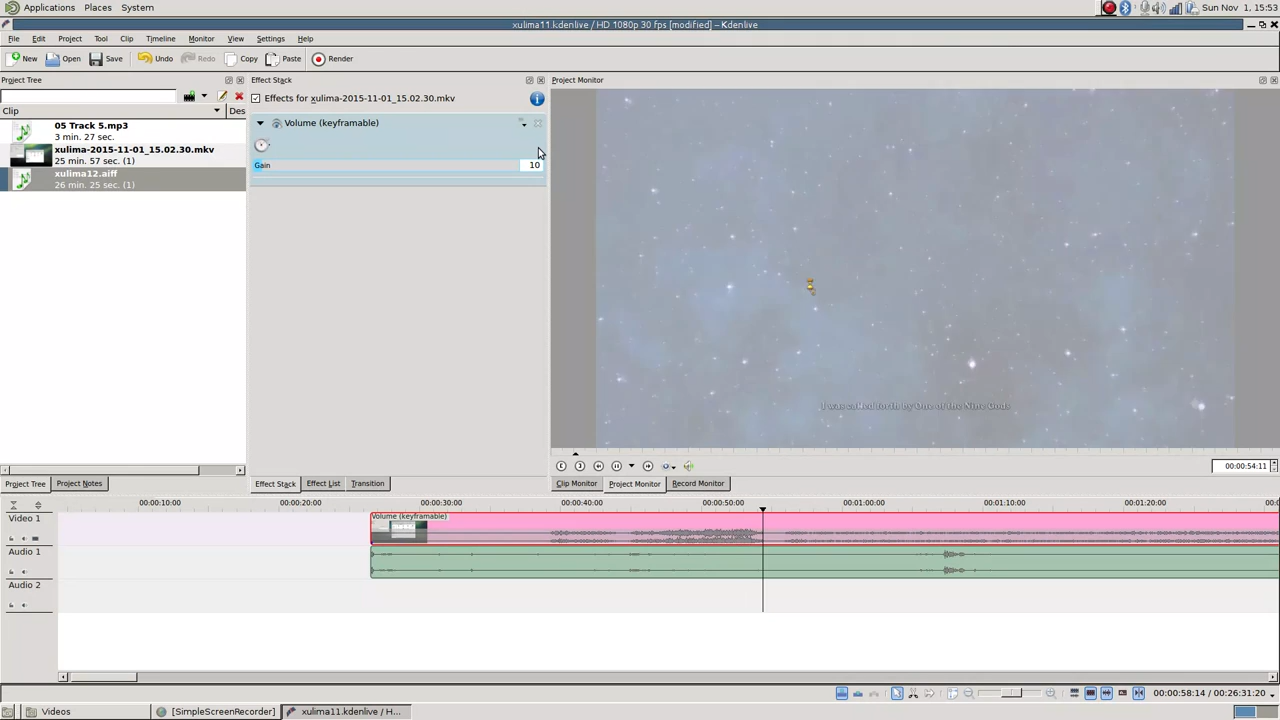 Applications Places System
Sun Nov 1, 15:53
xulima11.kdenlive / HD 1080p 30 fps [modified] – Kdenlive
File Edit Project Tool Clip Timeline Monitor View Settings Help
New Open Save Undo Redo Copy Paste Render
Project Tree
Effect Stack
Project Monitor
Effects for xulima-2015-11-01_15.02.30.mkv
Clip Des
Volume (keyframable)
05 Track 5.mp3
3 min. 27 sec.
xulima-2015-11-01_15.02.30.mkv
25 min. 57 sec. (1)
Gain 10
xulima12.aiff
26 min. 25 sec. (1)
I was called forth by One of the Nine Gods
00:00:54:11
Project Tree Project Notes
Effect Stack Effect List Transition
Clip Monitor Project Monitor Record Monitor
00:00:10:00 00:00:20:00 00:00:30:00 00:00:40:00 00:00:50:00 00:01:00:00 00:01:10:00 00:01:20:00 00:0
Video 1
Volume (keyframable)
Audio 1
Audio 2
00:00:58:14 / 00:26:31:20
Videos [SimpleScreenRecorder] xulima11.kdenlive / H...